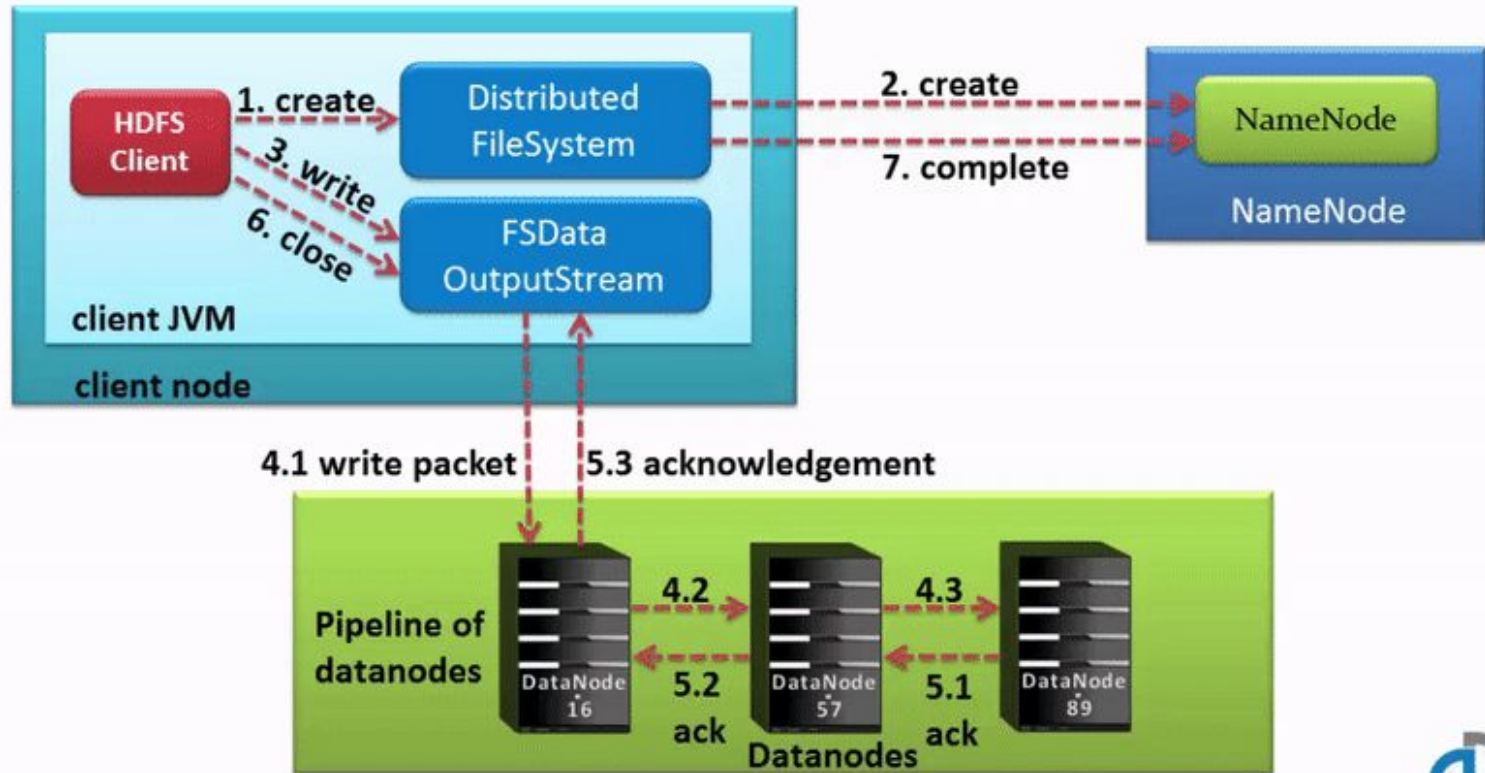 HDFS
Client
1. create
3. write
6. close
Distributed
FileSystem
FSData
OutputStream
client JVM
client node
2. create
7. complete
NameNode
NameNode
4.1 write packet
5.3 acknowledgement
Pipeline of
datanodes
4.2
4.3
5.2
ack
5.1
ack
DataNode
16
DataNode
57
DataNode
89
Datanodes